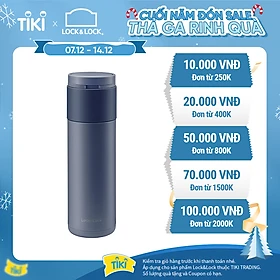 TIKI
LOCK&LOCK
07.12 - 14.12
CUỐI NĂM ĐÓN SALE
THẢ GA RINH QUÀ
10.000 VNĐ
Đơn từ 250K
20.000 VNĐ
Đơn từ 400K
50.000 VNĐ
Đơn từ 800K
70.000 VNĐ
Đơn từ 1500K
100.000 VNĐ
Đơn từ 2000K
TIKI
Kiểm tra giỏ hàng trước khi thanh toán nhé.
Áp dụng cho sản phẩm Lock&lock thuộc TIKI TRADING.
Số lượng quà tặng và Coupon có hạn.